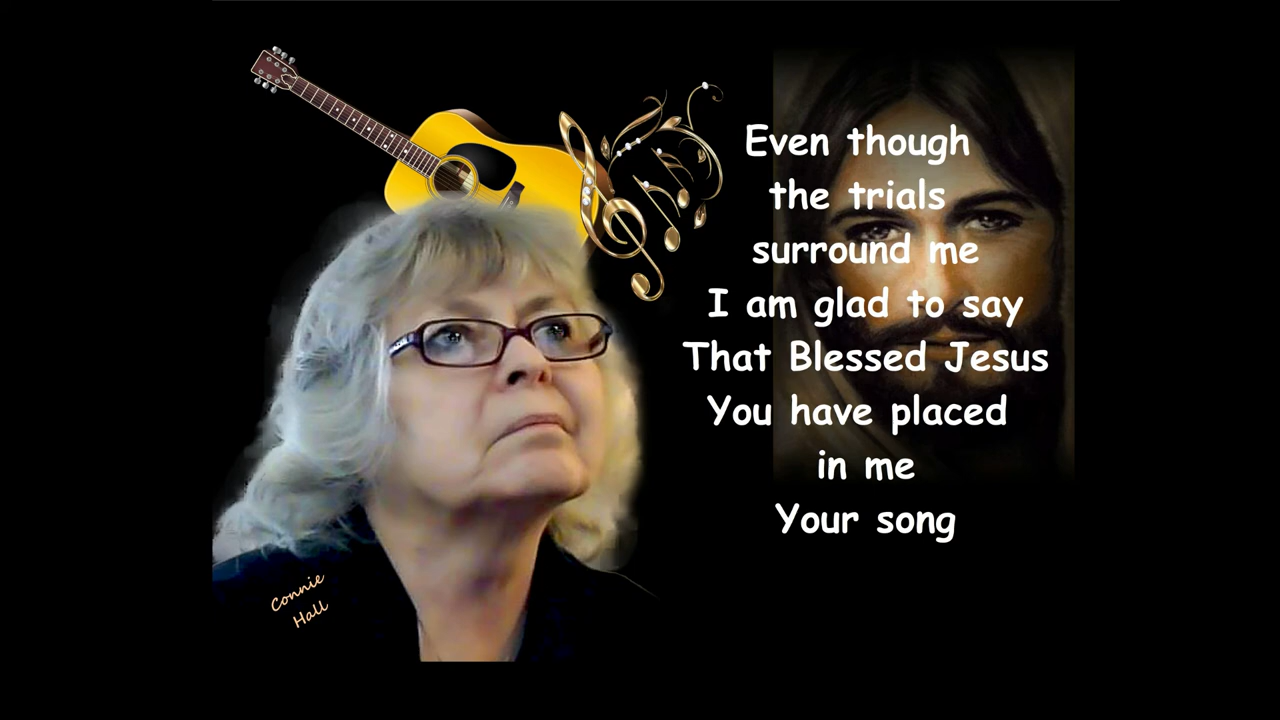 Even though
the trials
surround me
I am glad to say
That Blessed Jesus
You have placed
in me
Your song
Connie
Hall